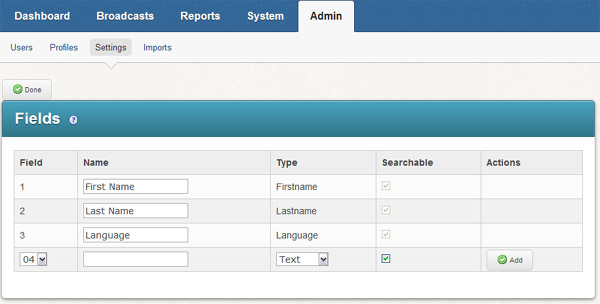 Dashboard Broadcasts Reports System Admin
Users Profiles Settings Imports
Done
Fields ?
Field Name Type Searchable Actions
1 First Name Firstname
2 Last Name Lastname
3 Language Language
04 Text Add